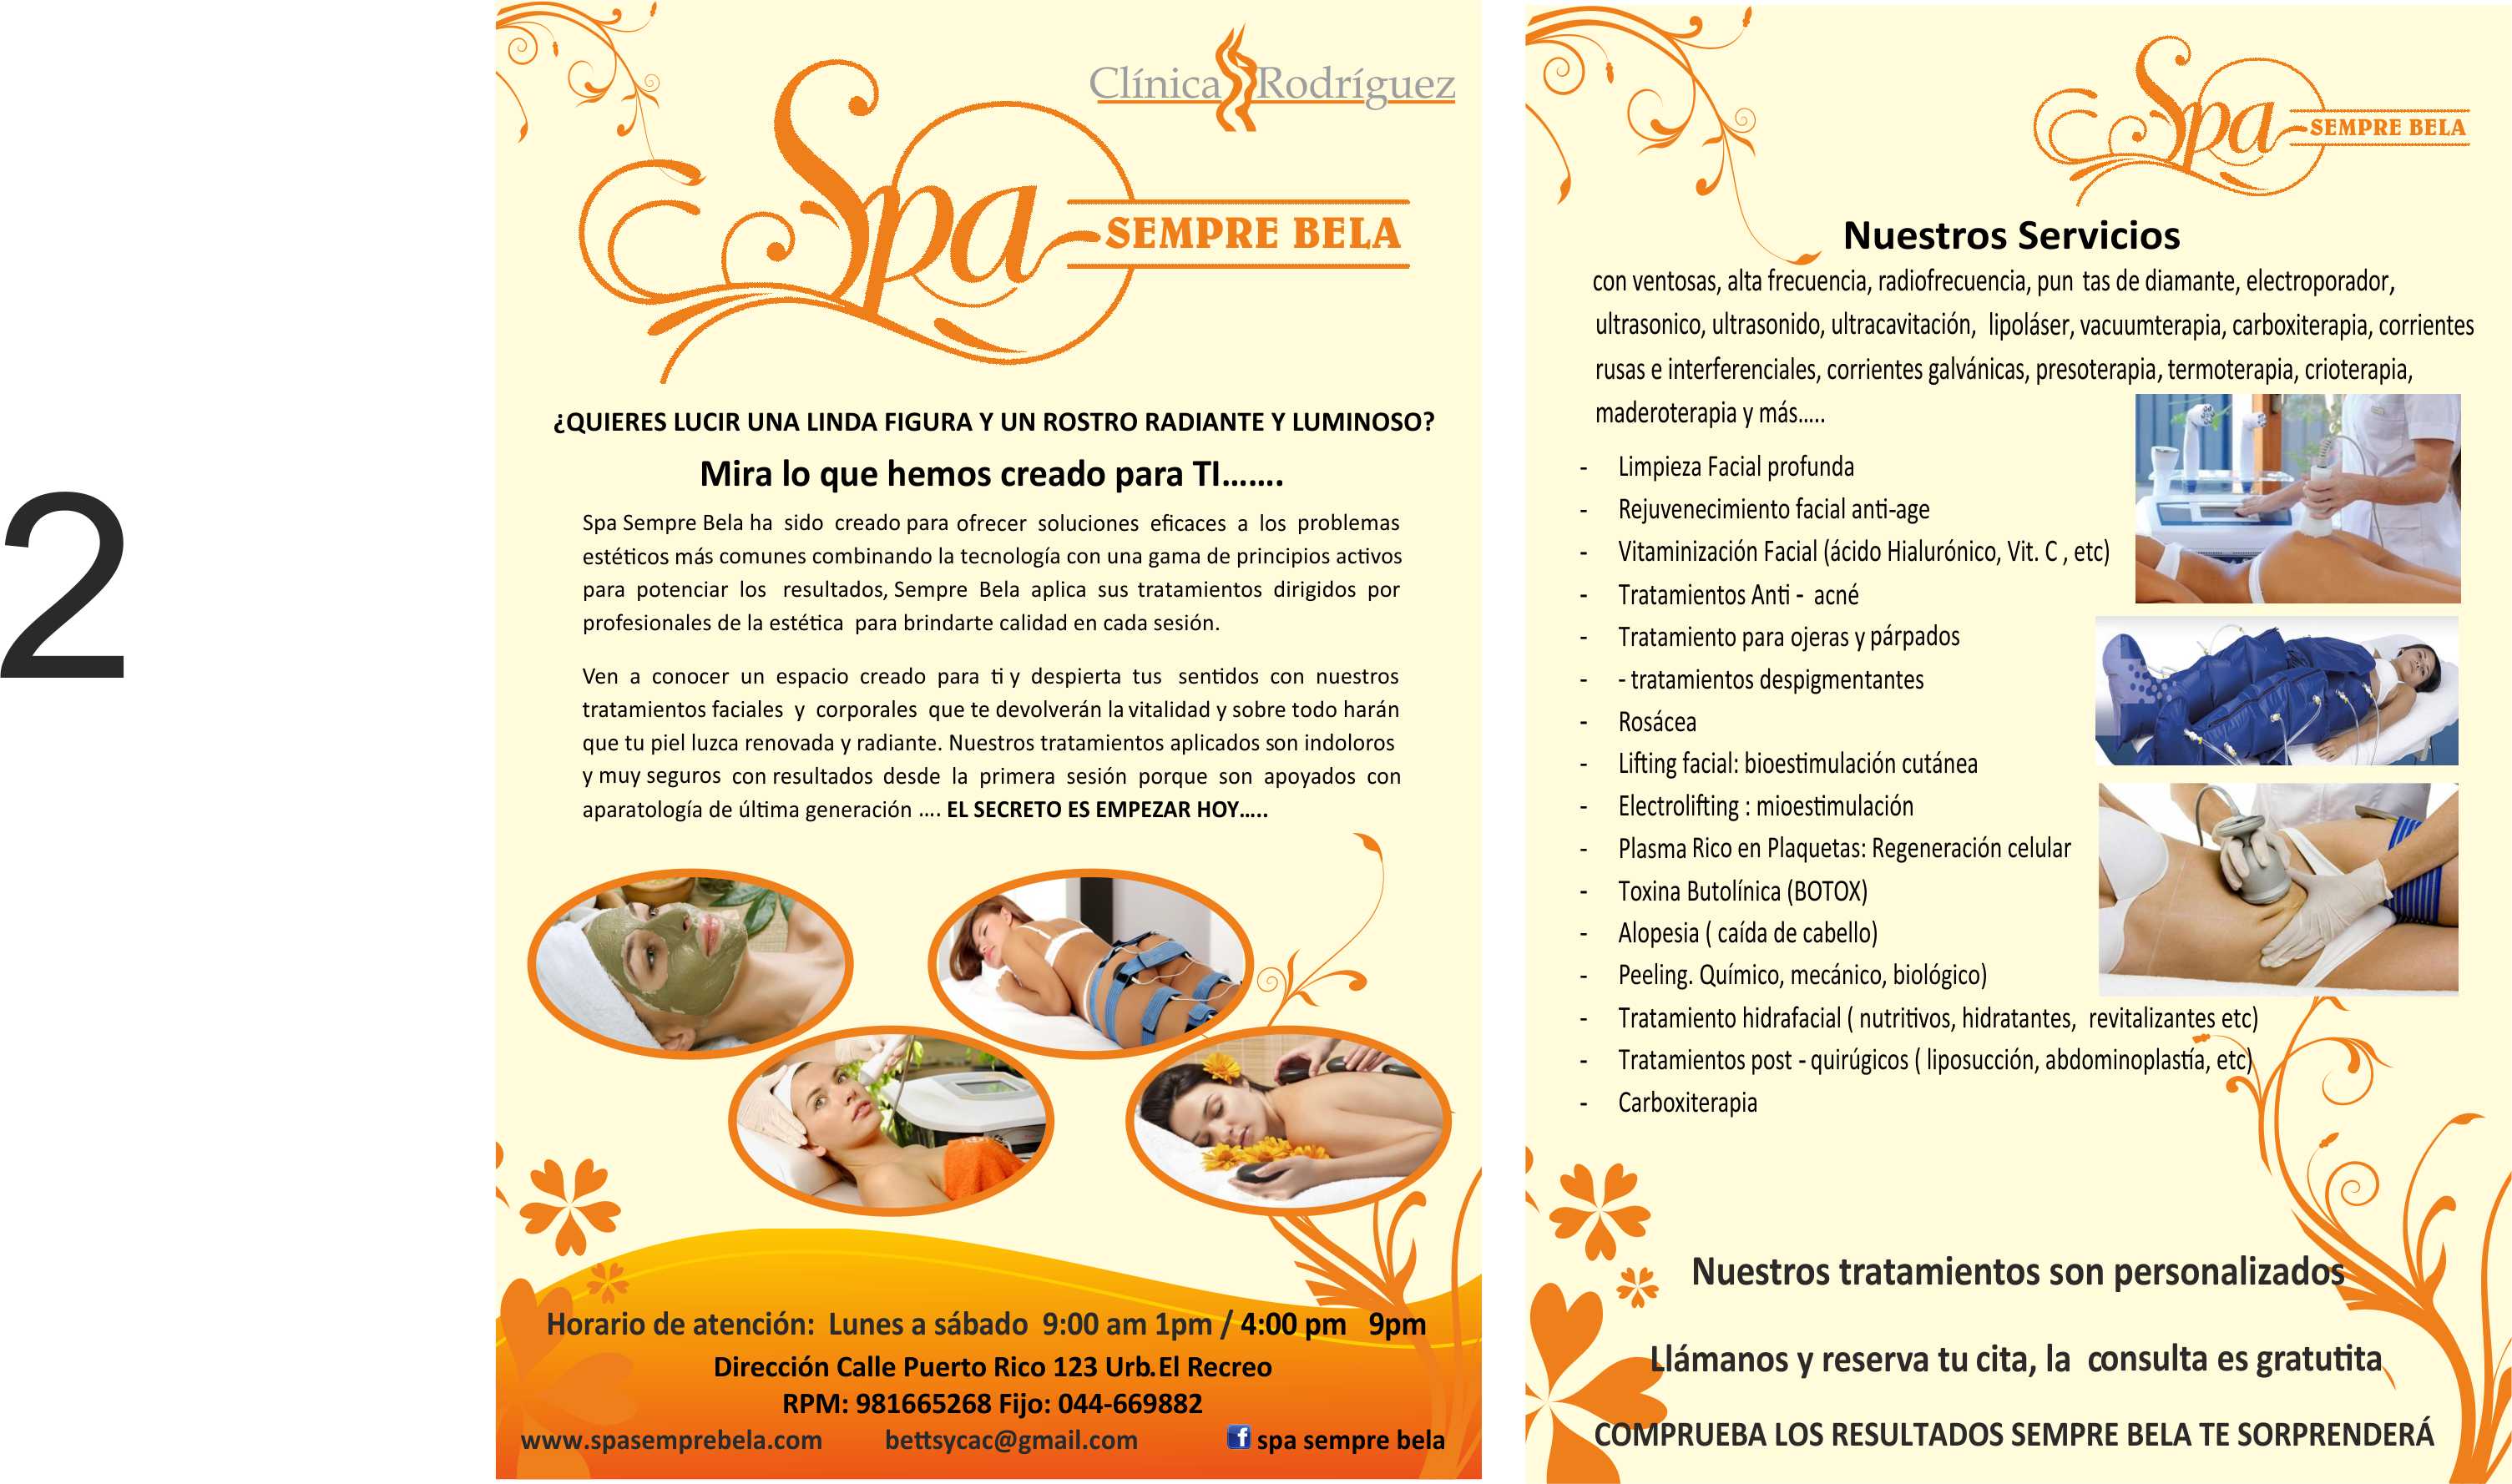 2
Clínica Rodríguez
Spa
SEMPRE BELA
¿QUIERES LUCIR UNA LINDA FIGURA Y UN ROSTRO RADIANTE Y LUMINOSO?
Mira lo que hemos creado para TI.......
Spa Sempre Bela ha sido creado para ofrecer soluciones eficaces a los problemas
estéticos más comunes combinando la tecnología con una gama de principios activos
para potenciar los resultados, Sempre Bela aplica sus tratamientos dirigidos por
profesionales de la estética para brindarte calidad en cada sesión.
Ven a conocer un espacio creado para ti y despierta tus sentidos con nuestros
tratamientos faciales y corporales que te devolverán la vitalidad y sobre todo harán
que tu piel luzca renovada y radiante. Nuestros tratamientos aplicados son indoloros
y muy seguros con resultados desde la primera sesión porque son apoyados con
aparatología de última generación .... EL SECRETO ES EMPEZAR HOY.....
Horario de atención: Lunes a sábado 9:00 am 1pm / 4:00 pm 9pm
Dirección Calle Puerto Rico 123 Urb.El Recreo
RPM: 981665268 Fijo: 044-669882
www.spasemprebela.com bettsycac@gmail.com f spa sempre bela
Spa
SEMPRE BELA
Nuestros Servicios
con ventosas, alta frecuencia, radiofrecuencia, pun tas de diamante, electroporador,
ultrasonico, ultrasonido, ultracavitación, lipoláser, vacuumterapia, carboxiterapia, corrientes
rusas e interferenciales, corrientes galvánicas, presoterapia, termoterapia, crioterapia,
maderoterapia y más.....
- Limpieza Facial profunda
- Rejuvenecimiento facial anti-age
- Vitaminización Facial (ácido Hialurónico, Vit. C , etc)
- Tratamientos Anti - acné
- Tratamiento para ojeras y párpados
- - tratamientos despigmentantes
- Rosácea
- Lifting facial: bioestimulación cutánea
- Electrolifting : mioestimulación
- Plasma Rico en Plaquetas: Regeneración celular
- Toxina Butolínica (BOTOX)
- Alopesia ( caída de cabello)
- Peeling. Químico, mecánico, biológico)
- Tratamiento hidrafacial ( nutritivos, hidratantes, revitalizantes etc)
- Tratamientos post - quirúgicos ( liposucción, abdominoplastía, etc)
- Carboxiterapia
Nuestros tratamientos son personalizados
Llámanos y reserva tu cita, la consulta es gratutita
COMPRUEBA LOS RESULTADOS SEMPRE BELA TE SORPRENDERÁ